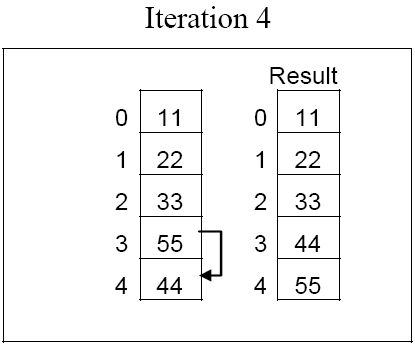 Iteration 4
Result
0 11 0 11
1 22 1 22
2 33 2 33
3 55 3 44
4 44 4 55